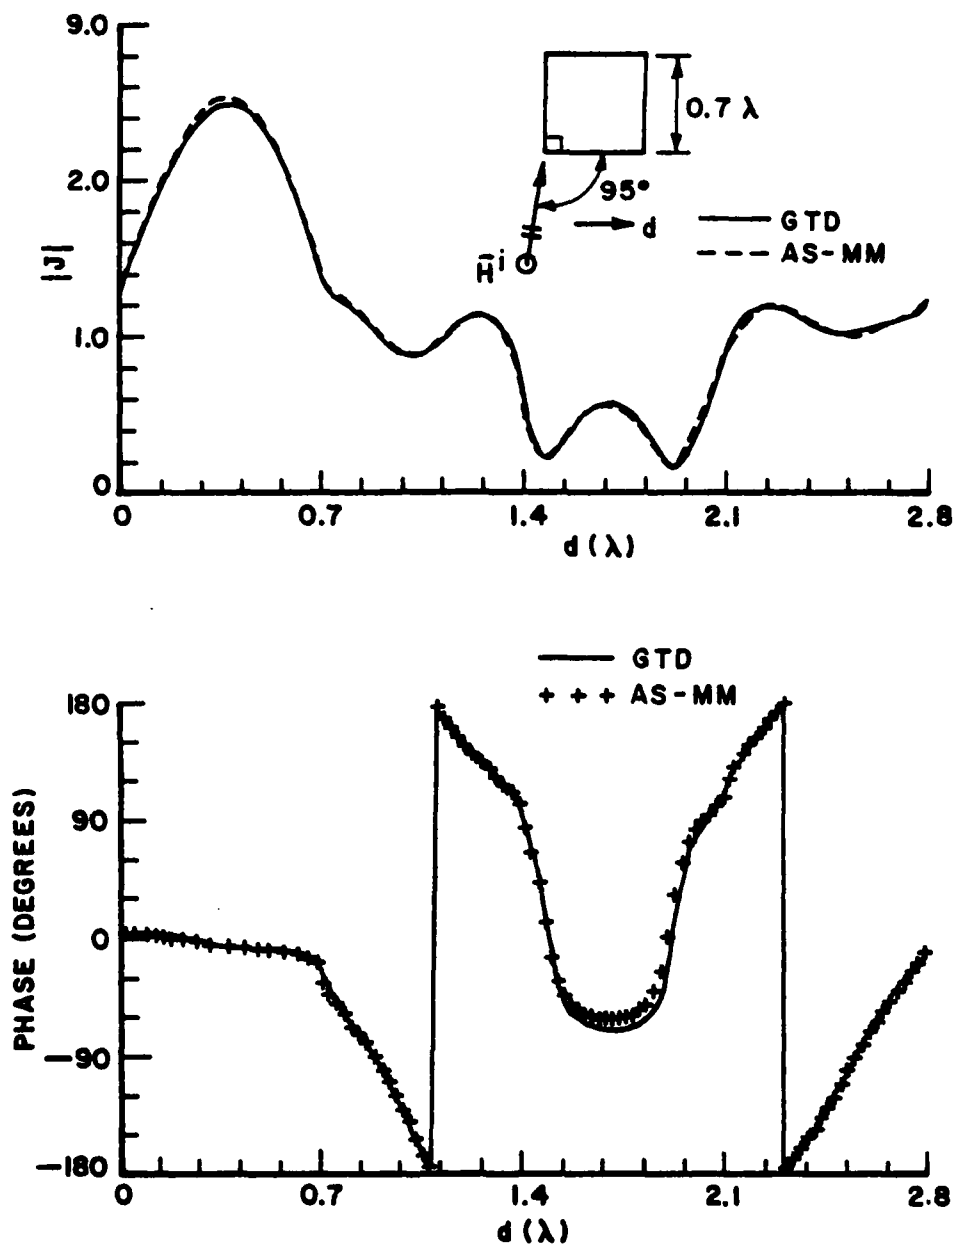 9.0
2.0
1.0
0
|J|
0.7 λ
95°
d
H̄ⁱ
GTD
AS-MM
0 0.7 1.4 2.1 2.8
d (λ)
GTD
+ + + AS-MM
180
90
0
-90
-180
PHASE (DEGREES)
0 0.7 1.4 2.1 2.8
d (λ)